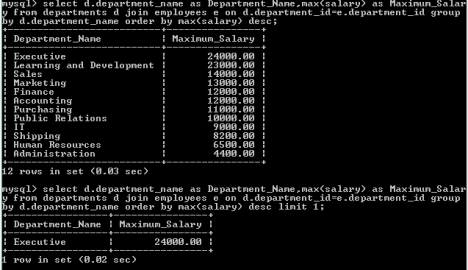 mysql> select d.department_name as Department_Name,max(salary) as Maximum_Salar
y from departments d join employees e on d.department_id=e.department_id group
by d.department_name order by max(salary) desc;
+--------------------------+----------------+
| Department_Name | Maximum_Salary |
+--------------------------+----------------+
| Executive | 24000.00 |
| Learning and Development | 23000.00 |
| Sales | 14000.00 |
| Marketing | 13000.00 |
| Finance | 12000.00 |
| Accounting | 12000.00 |
| Purchasing | 11000.00 |
| Public Relations | 10000.00 |
| IT | 9000.00 |
| Shipping | 8200.00 |
| Human Resources | 6500.00 |
| Administration | 4400.00 |
+--------------------------+----------------+
12 rows in set (0.03 sec)
mysql> select d.department_name as Department_Name,max(salary) as Maximum_Salar
y from departments d join employees e on d.department_id=e.department_id group
by d.department_name order by max(salary) desc limit 1;
+-----------------+----------------+
| Department_Name | Maximum_Salary |
+-----------------+----------------+
| Executive | 24000.00 |
+-----------------+----------------+
1 row in set (0.02 sec)